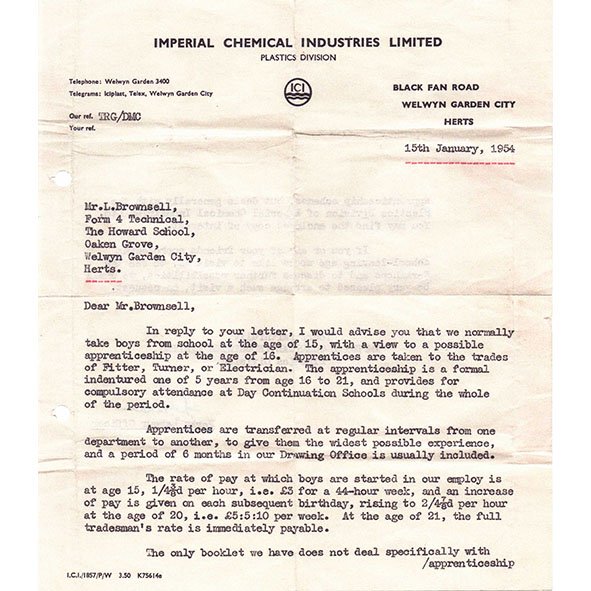 IMPERIAL CHEMICAL INDUSTRIES LIMITED
PLASTICS DIVISION
Telephone: Welwyn Garden 3400
Telegrams: Iciplast, Telex, Welwyn Garden City
Our ref. TRG/DMC
Your ref.
ICI
BLACK FAN ROAD
WELWYN GARDEN CITY
HERTS
15th January, 1954
Mr.L.Brownsell,
Form 4 Technical,
The Howard School,
Oaken Grove,
Welwyn Garden City,
Herts.
Dear Mr.Brownsell,
In reply to your letter, I would advise you that we normally
take boys from school at the age of 15, with a view to a possible
apprenticeship at the age of 16. Apprentices are taken to the trades
of Fitter, Turner, or Electrician. The apprenticeship is a formal
indentured one of 5 years from age 16 to 21, and provides for
compulsory attendance at Day Continuation Schools during the whole
of the period.
Apprentices are transferred at regular intervals from one
department to another, to give them the widest possible experience,
and a period of 6 months in our Drawing Office is usually included.
The rate of pay at which boys are started in our employ is
at age 15, per hour, i.e. £3 for a 44-hour week, and an increase
of pay is given on each subsequent birthday, rising to per hour
at the age of 20, i.e. £5:5:10 per week. At the age of 21, the full
tradesman's rate is immediately payable.
The only booklet we have does not deal specifically with
/apprenticeship
I.C.I./1857/P/W 3.50 K75614e